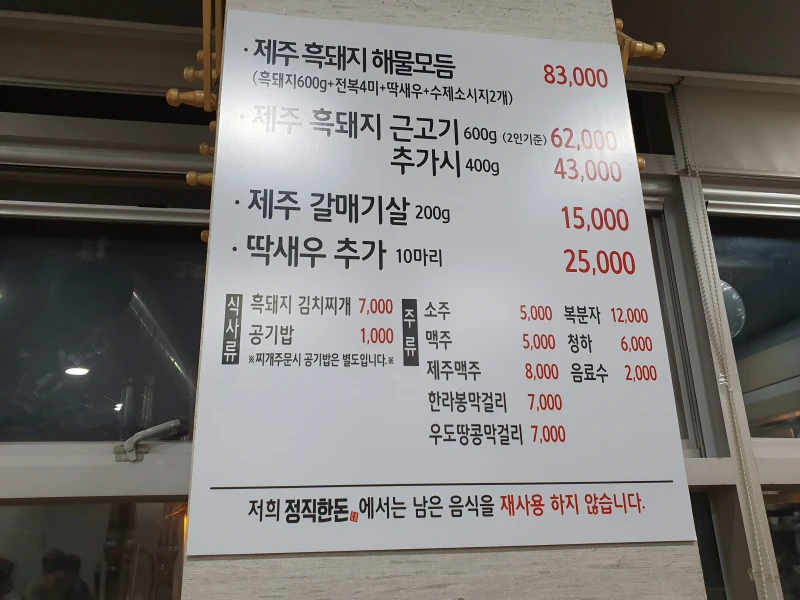 · 제주 흑돼지 해물모듬 83,000
(흑돼지600g+전복4미+딱새우+수제소시지2개)
· 제주 흑돼지 근고기 600g (2인기준) 62,000
추가시 400g 43,000
· 제주 갈매기살 200g 15,000
· 딱새우 추가 10마리 25,000
식사류
흑돼지 김치찌개 7,000
공기밥 1,000
※찌개주문시 공기밥은 별도입니다.※
주류
소주 5,000 복분자 12,000
맥주 5,000 청하 6,000
제주맥주 8,000 음료수 2,000
한라봉막걸리 7,000
우도땅콩막걸리 7,000
저희 정직한돈에서는 남은 음식을 재사용 하지 않습니다.